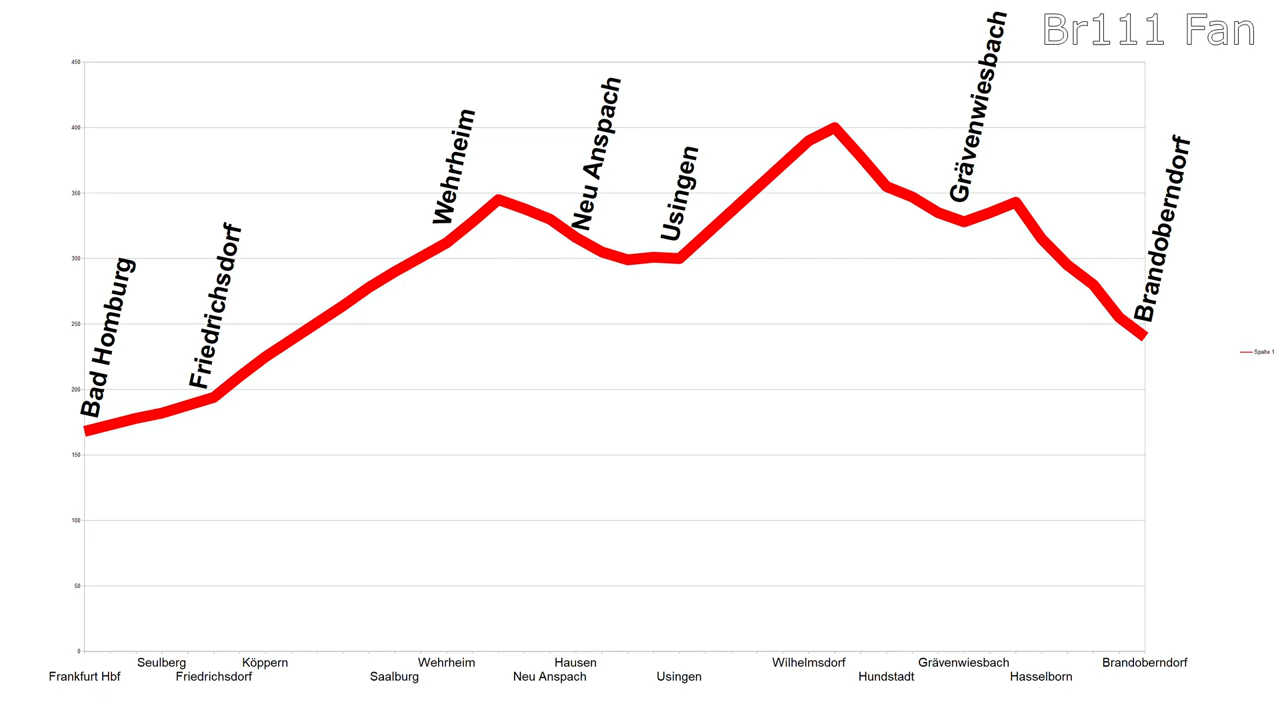 Br111 Fan
Bad Homburg
Friedrichsdorf
Wehrheim
Neu Anspach
Usingen
Grävenwiesbach
Brandoberndorf
450
400
350
300
250
200
150
100
50
0
Spalte 1
Seulberg Köppern Wehrheim Hausen Wilhelmsdorf Grävenwiesbach Brandoberndorf
Frankfurt Hbf Friedrichsdorf Saalburg Neu Anspach Usingen Hundstadt Hasselborn